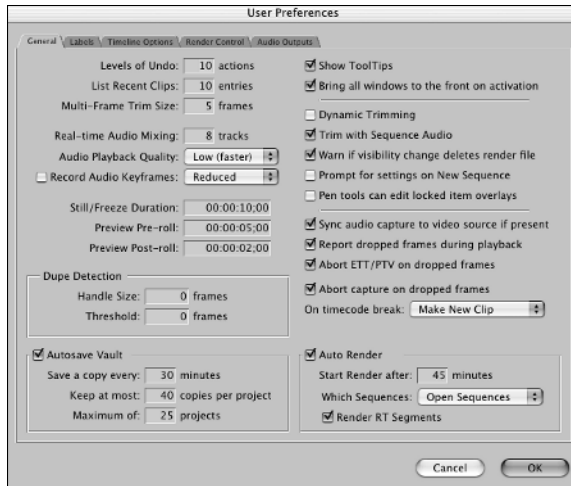 User Preferences
General Labels Timeline Options Render Control Audio Outputs
Levels of Undo: 10 actions
List Recent Clips: 10 entries
Multi-Frame Trim Size: 5 frames
Real-time Audio Mixing: 8 tracks
Audio Playback Quality: Low (faster)
Record Audio Keyframes: Reduced
Still/Freeze Duration: 00:00:10;00
Preview Pre-roll: 00:00:05;00
Preview Post-roll: 00:00:02;00
Dupe Detection
Handle Size: 0 frames
Threshold: 0 frames
Autosave Vault
Save a copy every: 30 minutes
Keep at most: 40 copies per project
Maximum of: 25 projects
Show ToolTips
Bring all windows to the front on activation
Dynamic Trimming
Trim with Sequence Audio
Warn if visibility change deletes render file
Prompt for settings on New Sequence
Pen tools can edit locked item overlays
Sync audio capture to video source if present
Report dropped frames during playback
Abort ETT/PTV on dropped frames
Abort capture on dropped frames
On timecode break: Make New Clip
Auto Render
Start Render after: 45 minutes
Which Sequences: Open Sequences
Render RT Segments
Cancel OK